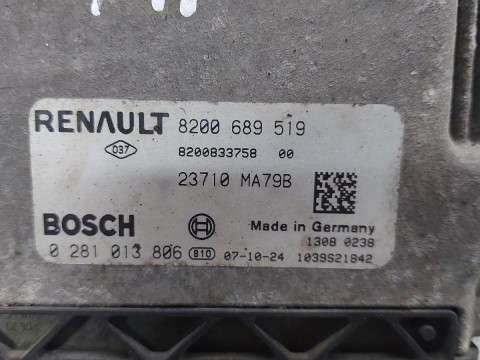 RENAULT 8200 689 519
037 8200833758 00
23710 MA79B
BOSCH Made in Germany
1308 0238
0 281 013 806 B10 07-10-24 1039S21842